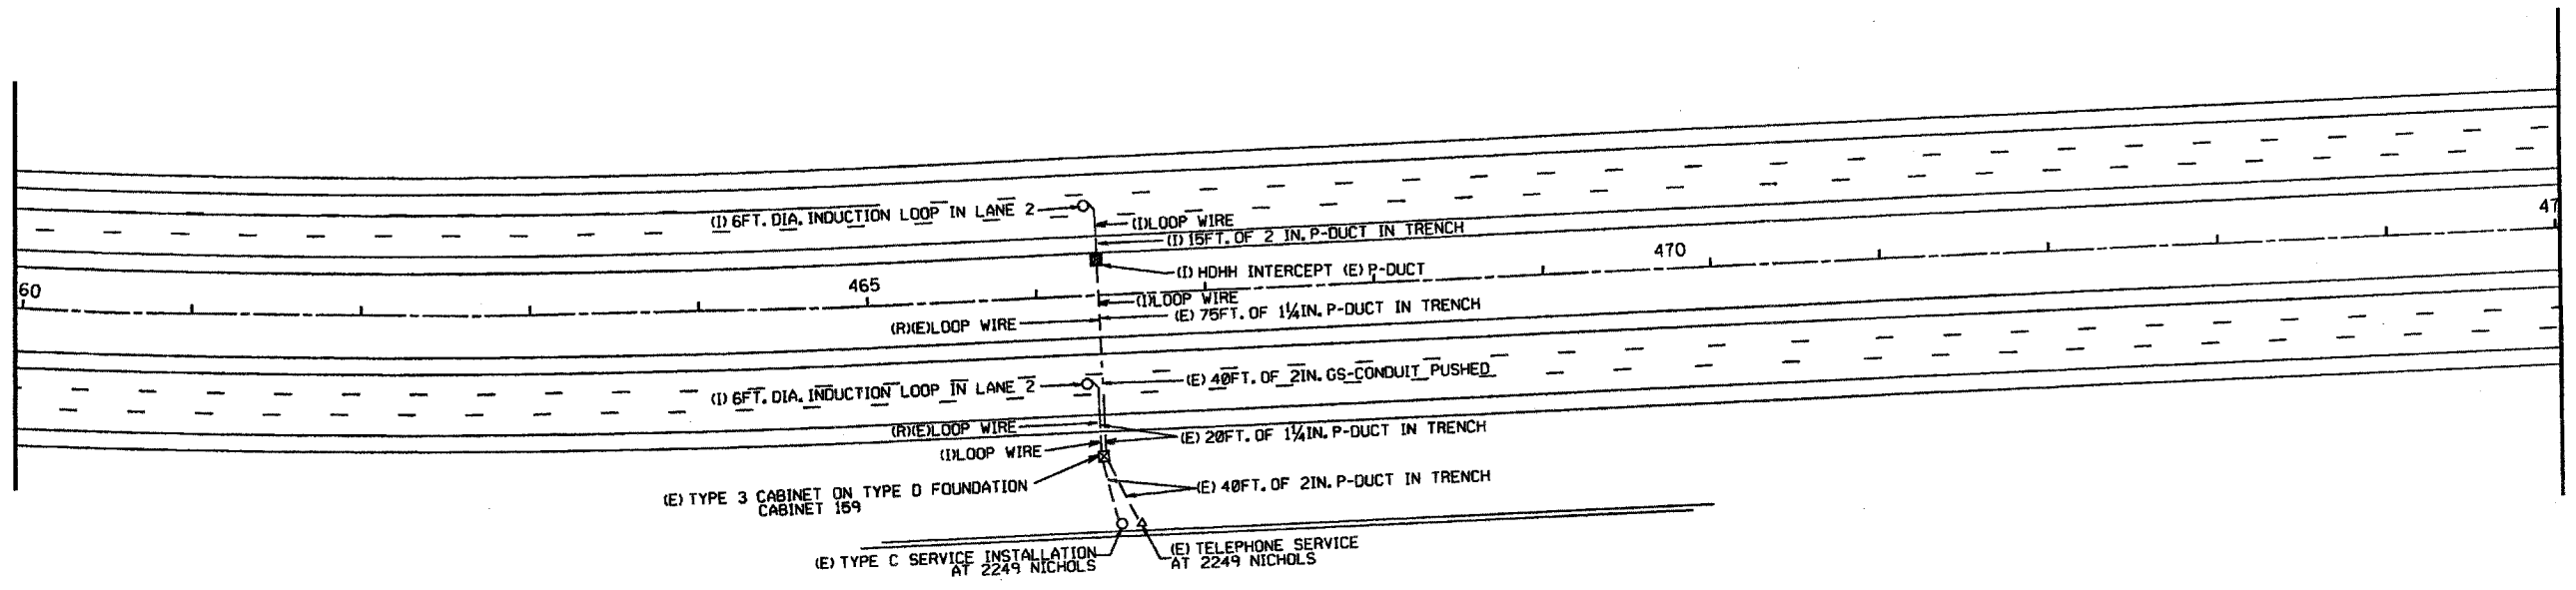 (I) 6FT. DIA. INDUCTION LOOP IN LANE 2
(I)LOOP WIRE
(I) 15FT. OF 2 IN. P-DUCT IN TRENCH
47
470
(I) HDHH INTERCEPT (E) P-DUCT
465
60
(I)LOOP WIRE
(E) 75FT. OF 1¼IN. P-DUCT IN TRENCH
(R)(E)LOOP WIRE
(E) 40FT. OF 2IN. GS-CONDUIT PUSHED
(I) 6FT. DIA. INDUCTION LOOP IN LANE 2
(R)(E)LOOP WIRE
(E) 20FT. OF 1¼IN. P-DUCT IN TRENCH
(I)LOOP WIRE
(E) 40FT. OF 2IN. P-DUCT IN TRENCH
(E) TYPE 3 CABINET ON TYPE D FOUNDATION
CABINET 159
(E) TYPE C SERVICE INSTALLATION
AT 2249 NICHOLS
(E) TELEPHONE SERVICE
AT 2249 NICHOLS